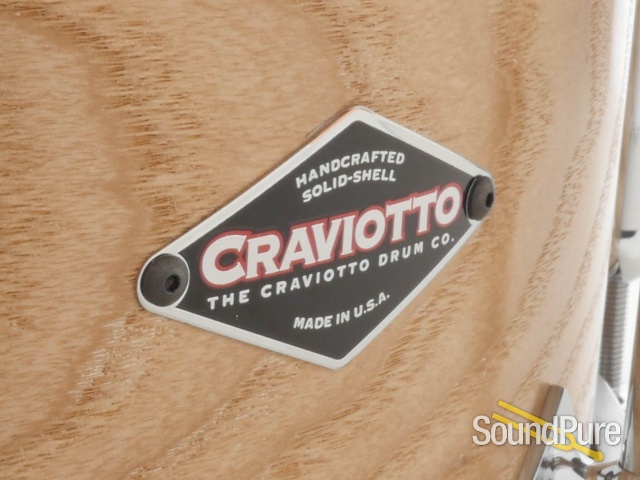 HANDCRAFTED
SOLID-SHELL
CRAVIOTTO
THE CRAVIOTTO DRUM CO.
MADE IN U.S.A.
SoundPure